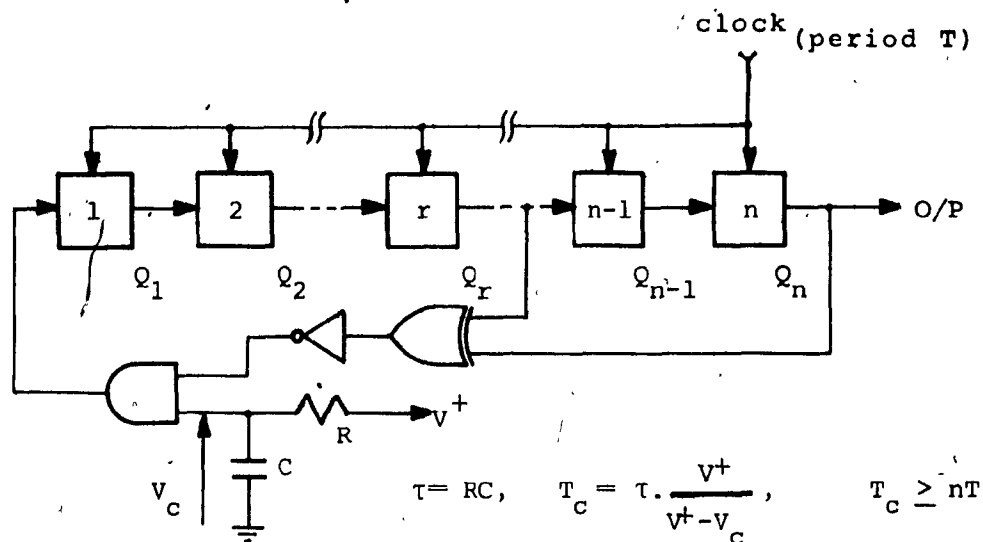 clock (period T)
1 2 r n-1 n O/P
Q1 Q2 Qr Qn-1 Qn
R V+
C
Vc
τ= RC, Tc = τ. V+ / V+-Vc , Tc ≥ nT